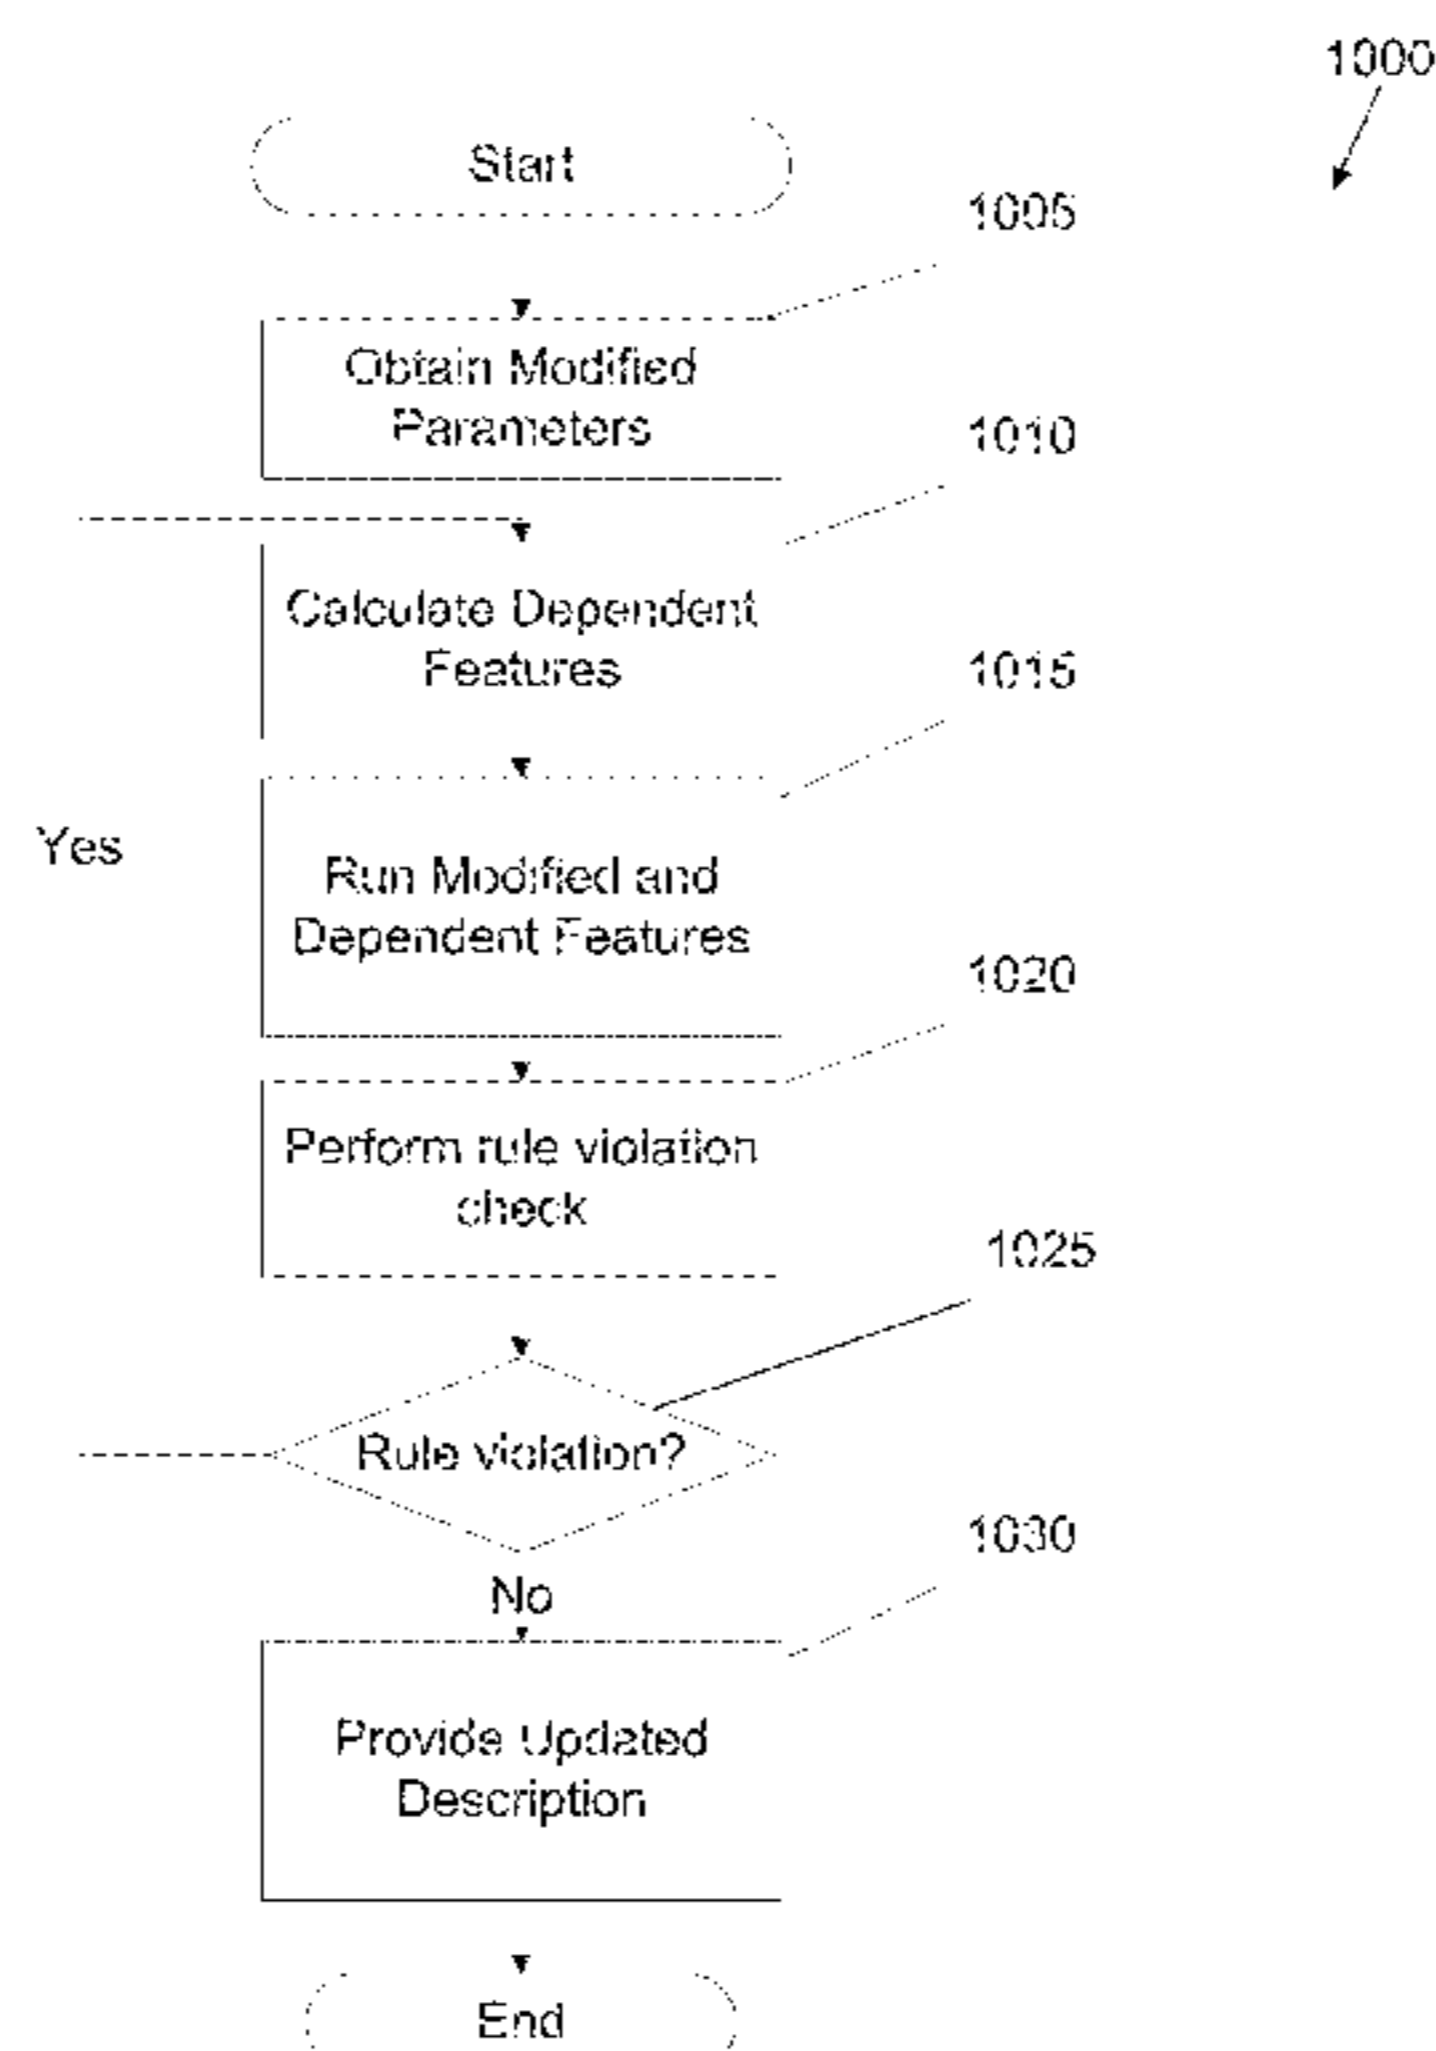 1000
Start
1005
Obtain Modified
Parameters
1010
Calculate Dependent
Features
1015
Yes
Run Modified and
Dependent Features
1020
Perform rule violation
check
1025
Rule violation?
1030
No
Provide Updated
Description
End